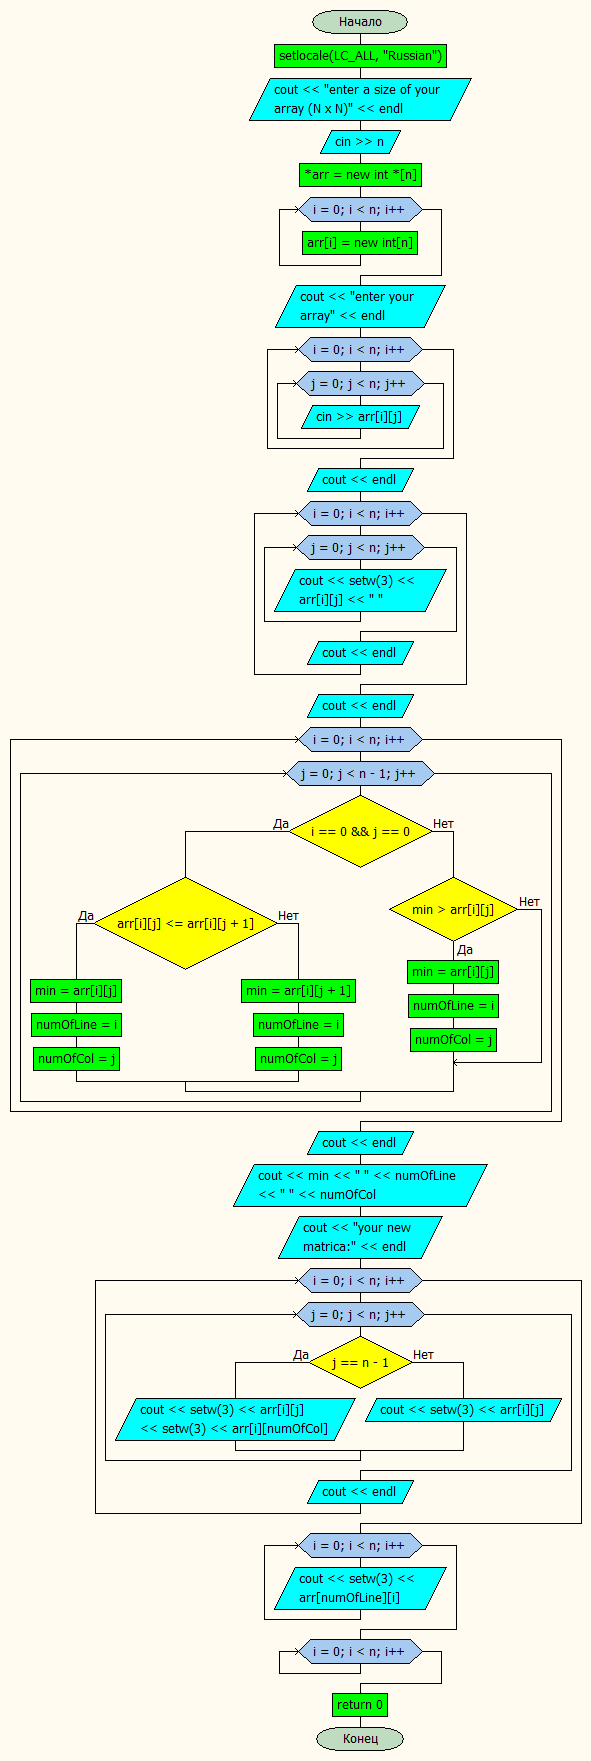 Начало
setlocale(LC_ALL, "Russian")
cout << "enter a size of your
array (N x N)" << endl
cin >> n
*arr = new int *[n]
i = 0; i < n; i++
arr[i] = new int[n]
cout << "enter your
array" << endl
i = 0; i < n; i++
j = 0; j < n; j++
cin >> arr[i][j]
cout << endl
i = 0; i < n; i++
j = 0; j < n; j++
cout << setw(3) <<
arr[i][j] << " "
cout << endl
cout << endl
i = 0; i < n; i++
j = 0; j < n - 1; j++
Да
i == 0 && j == 0
Нет
Да
arr[i][j] <= arr[i][j + 1]
Нет
min > arr[i][j]
Нет
Да
min = arr[i][j]
numOfLine = i
numOfCol = j
min = arr[i][j + 1]
numOfLine = i
numOfCol = j
min = arr[i][j]
numOfLine = i
numOfCol = j
cout << endl
cout << min << " " << numOfLine
<< " " << numOfCol
cout << "your new
matrica:" << endl
i = 0; i < n; i++
j = 0; j < n; j++
Да
j == n - 1
Нет
cout << setw(3) << arr[i][j]
<< setw(3) << arr[i][numOfCol]
cout << setw(3) << arr[i][j]
cout << endl
i = 0; i < n; i++
cout << setw(3) <<
arr[numOfLine][i]
i = 0; i < n; i++
return 0
Конец